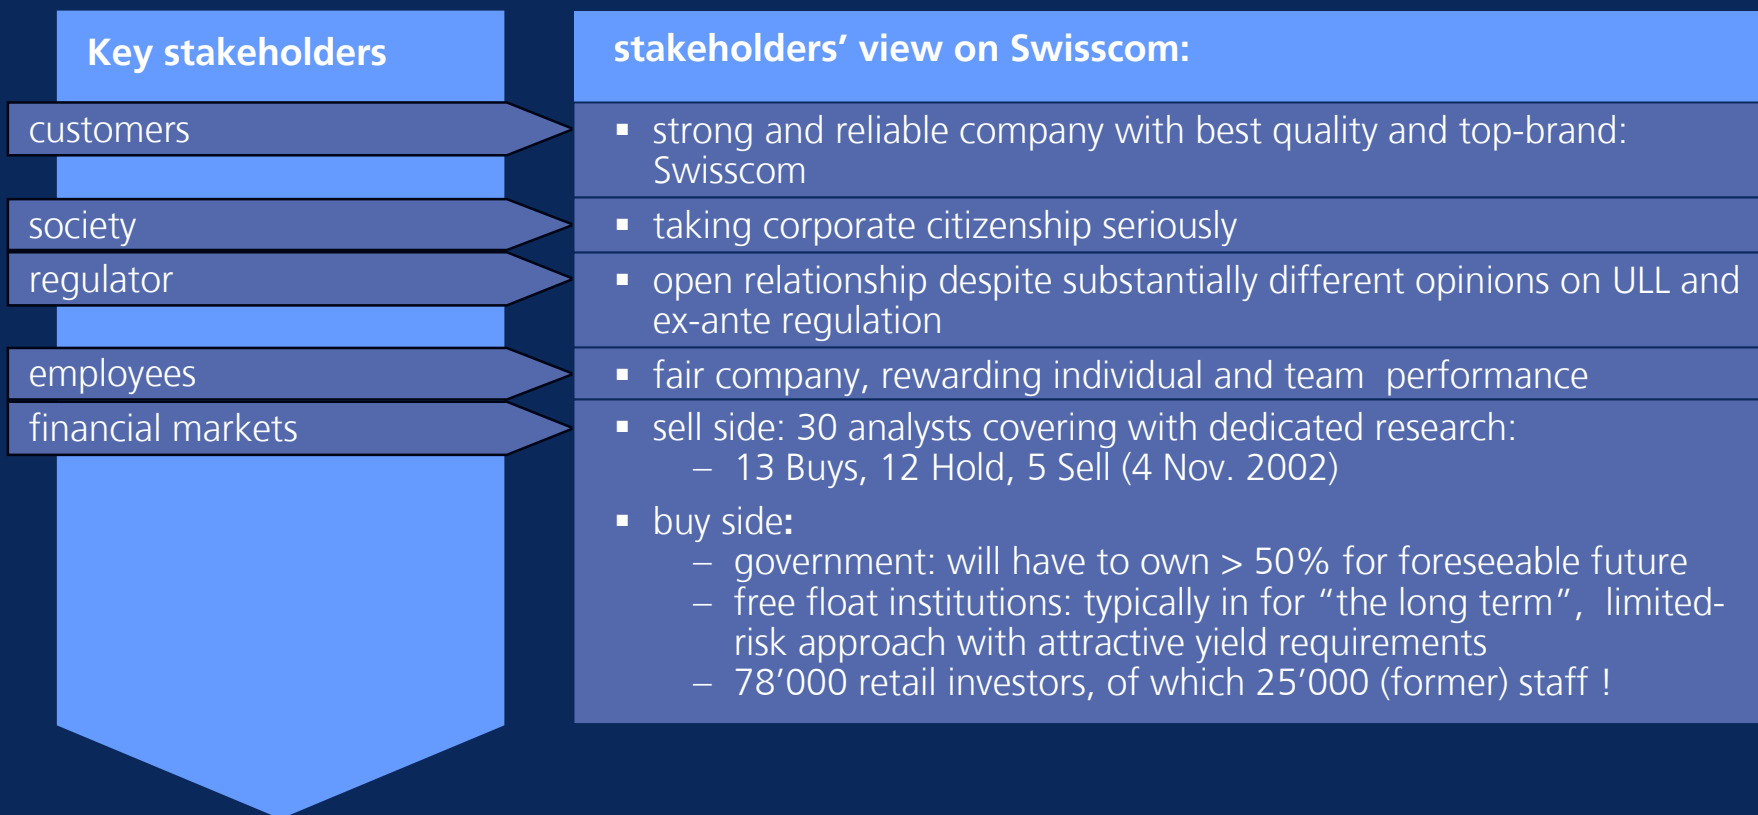 Key stakeholders
stakeholders’ view on Swisscom:
customers
▪ strong and reliable company with best quality and top-brand:
Swisscom
society
▪ taking corporate citizenship seriously
regulator
▪ open relationship despite substantially different opinions on ULL and
ex-ante regulation
employees
▪ fair company, rewarding individual and team  performance
financial markets
▪ sell side: 30 analysts covering with dedicated research:
– 13 Buys, 12 Hold, 5 Sell (4 Nov. 2002)
▪ buy side:
– government: will have to own > 50% for foreseeable future
– free float institutions: typically in for “the long term”,  limited-
risk approach with attractive yield requirements
– 78’000 retail investors, of which 25’000 (former) staff !